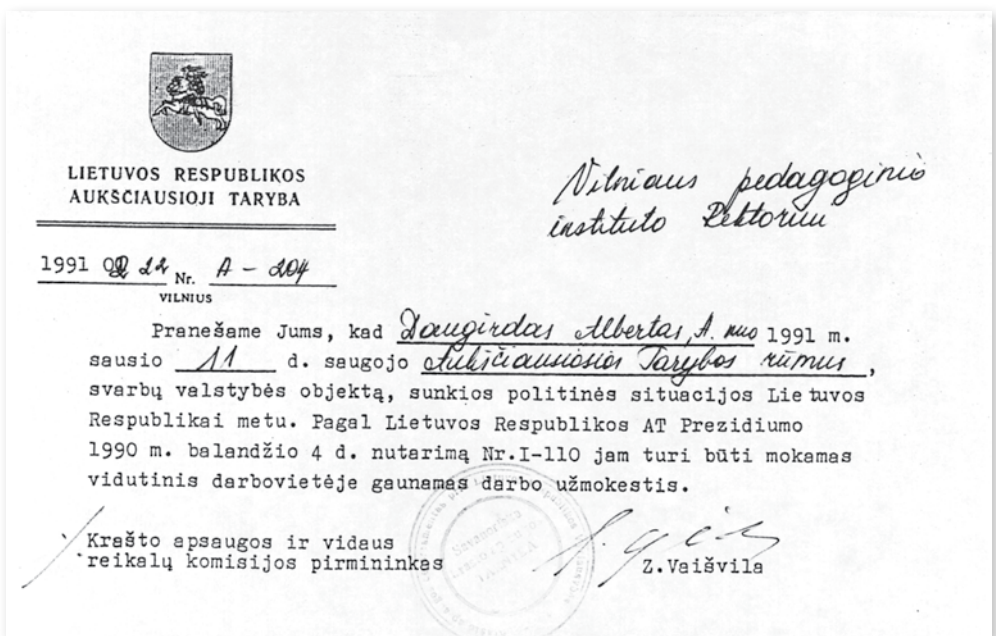 LIETUVOS RESPUBLIKOS
AUKŠČIAUSIOJI TARYBA
Vilniaus pedagoginio
instituto Rektoriui
1991 02 22 Nr. A - 204
VILNIUS
Pranešame Jums, kad Daugirdas Albertas, A. nuo 1991 m.
sausio 11 d. saugojo Aukščiausiosios Tarybos rūmus,
svarbų valstybės objektą, sunkios politinės situacijos Lietuvos
Respublikai metu. Pagal Lietuvos Respublikos AT Prezidiumo
1990 m. balandžio 4 d. nutarimą Nr.I-110 jam turi būti mokamas
vidutinis darbovietėje gaunamas darbo užmokestis.
Krašto apsaugos ir vidaus
reikalų komisijos pirmininkas
Z.Vaišvila